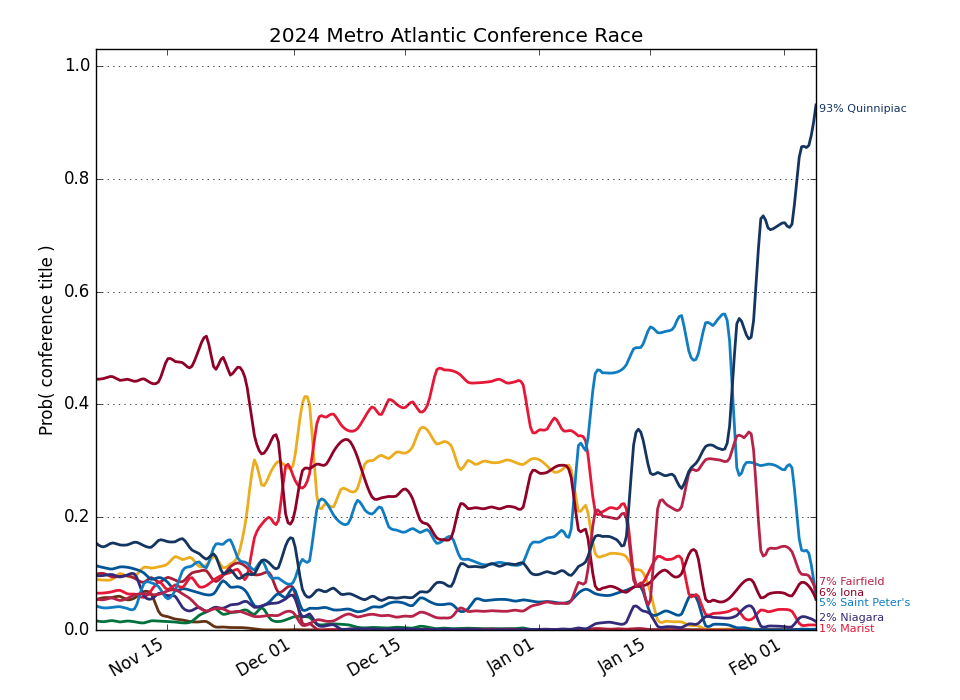 2024 Metro Atlantic Conference Race
Prob( conference title )
1.0
0.8
0.6
0.4
0.2
0.0
Nov 15
Dec 01
Dec 15
Jan 01
Jan 15
Feb 01
93% Quinnipiac
7% Fairfield
6% Iona
5% Saint Peter's
2% Niagara
1% Marist